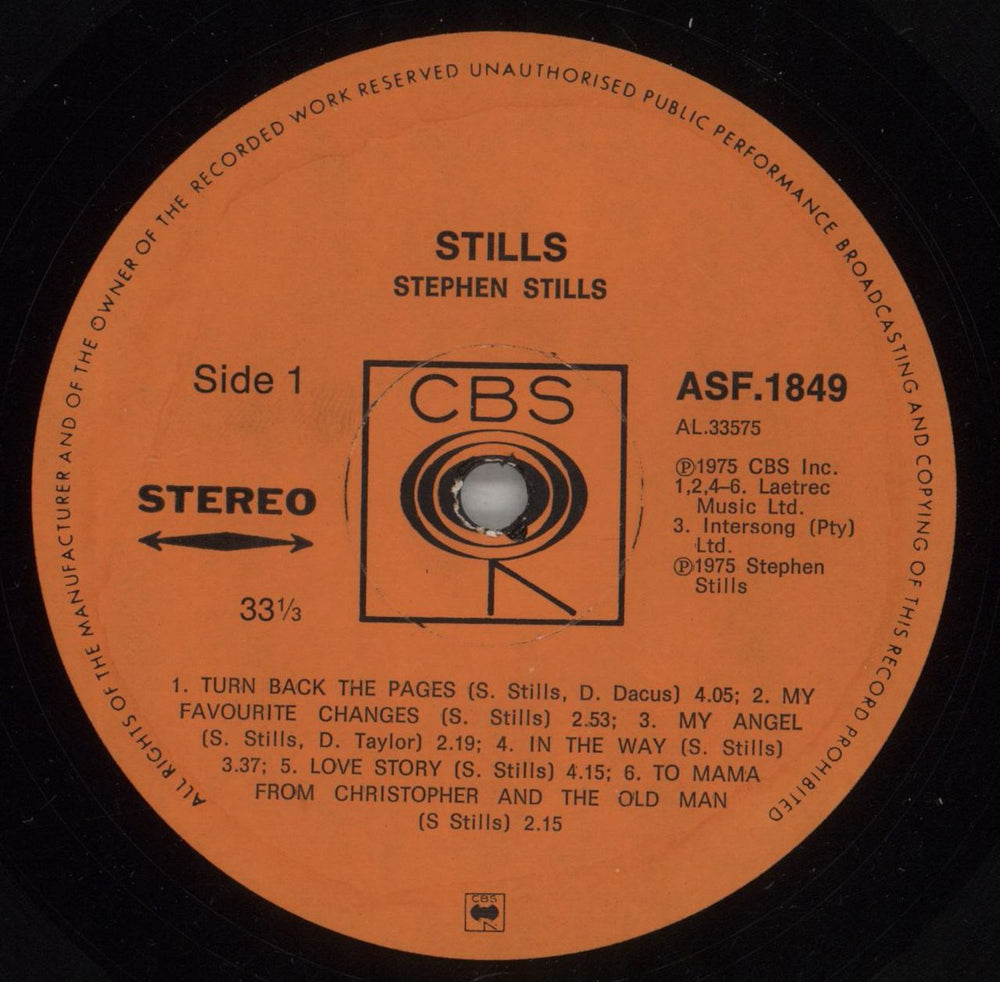 ALL RIGHTS OF THE MANUFACTURER AND OF THE OWNER OF THE RECORDED WORK RESERVED UNAUTHORISED PUBLIC PERFORMANCE BROADCASTING AND COPYING OF THIS RECORD PROHIBITED
STILLS
STEPHEN STILLS
Side 1
CBS
ASF.1849
AL.33575
STEREO
℗1975 CBS Inc.
1,2,4–6. Laetrec
Music Ltd.
3. Intersong (Pty)
Ltd.
℗1975 Stephen
Stills
33⅓
1. TURN BACK THE PAGES (S. Stills, D. Dacus) 4.05; 2. MY
FAVOURITE CHANGES (S. Stills) 2.53; 3. MY ANGEL
(S. Stills, D. Taylor) 2.19; 4. IN THE WAY (S. Stills)
3.37; 5. LOVE STORY (S. Stills) 4.15; 6. TO MAMA
FROM CHRISTOPHER AND THE OLD MAN
(S Stills) 2.15
CBS